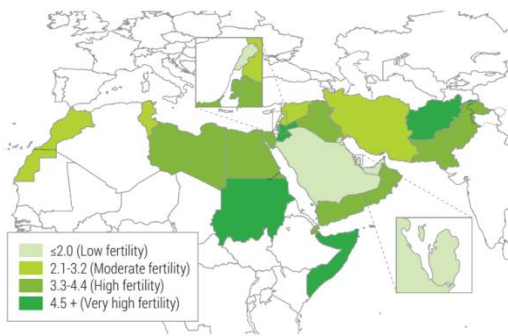 ≤2.0 (Low fertility)
2.1-3.2 (Moderate fertility)
3.3-4.4 (High fertility)
4.5 + (Very high fertility)